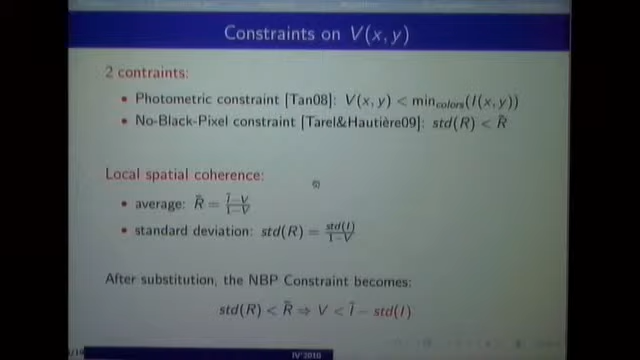 Constraints on V(x, y)
2 contraints:
• Photometric constraint [Tan08]: V(x, y) < min_colors(I(x, y))
• No-Black-Pixel constraint [Tarel&Hautière09]: std(R) < R̄
Local spatial coherence:
• average: R̄ = (Ī−V)/(1−V)
• standard deviation: std(R) = std(I)/(1−V)
After substitution, the NBP Constraint becomes:
std(R) < R̄ ⇒ V < Ī − std(I)
IV'2010